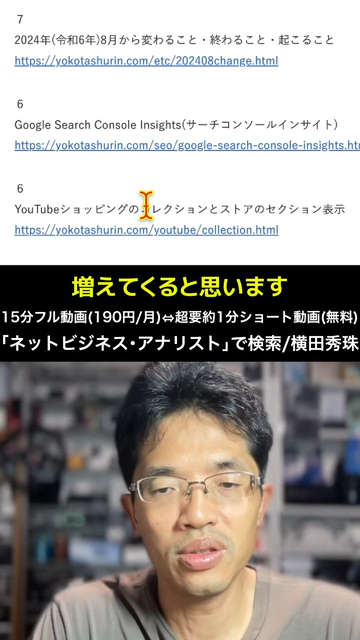 7
2024年(令和6年)8月から変わること・終わること・起こること
https://yokotashurin.com/etc/202408change.html
6
Google Search Console Insights(サーチコンソールインサイト)
https://yokotashurin.com/seo/google-search-console-insights.htm
6
YouTubeショッピングのコレクションとストアのセクション表示
https://yokotashurin.com/youtube/collection.html
増えてくると思います
15分フル動画(190円/月)⇔超要約1分ショート動画(無料)
「ネットビジネス・アナリスト」で検索/横田秀珠